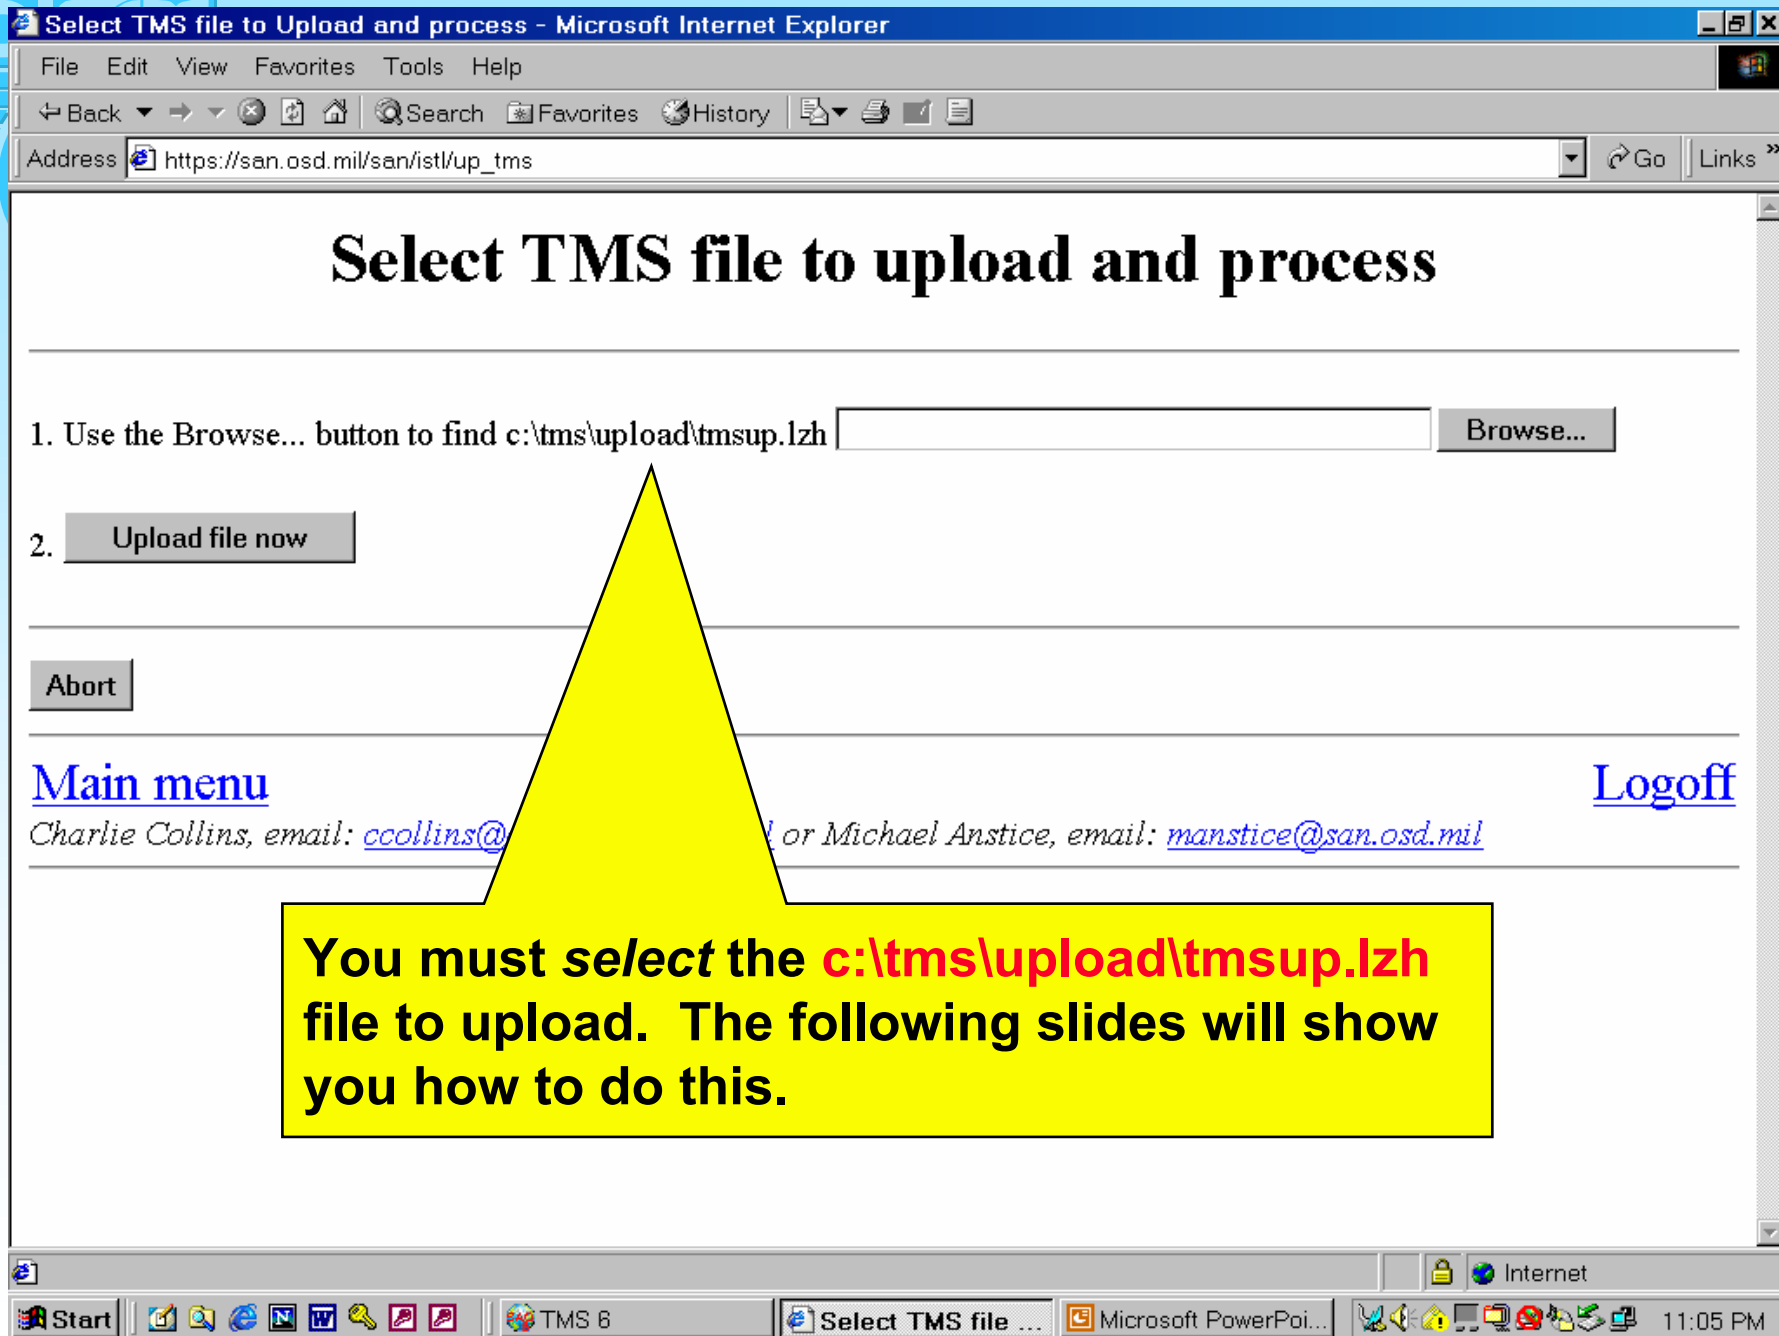 Select TMS file to Upload and process - Microsoft Internet Explorer
File Edit View Favorites Tools Help
Back Search Favorites History
Address https://san.osd.mil/san/istl/up_tms Go Links »
Select TMS file to upload and process
1. Use the Browse... button to find c:\tms\upload\tmsup.lzh Browse...
2. Upload file now
Abort
Main menu Logoff
Charlie Collins, email: ccollins@ or Michael Anstice, email: manstice@san.osd.mil
You must select the c:\tms\upload\tmsup.lzh
file to upload. The following slides will show
you how to do this.
Internet
Start TMS 6 Select TMS file ... Microsoft PowerPoi... 11:05 PM